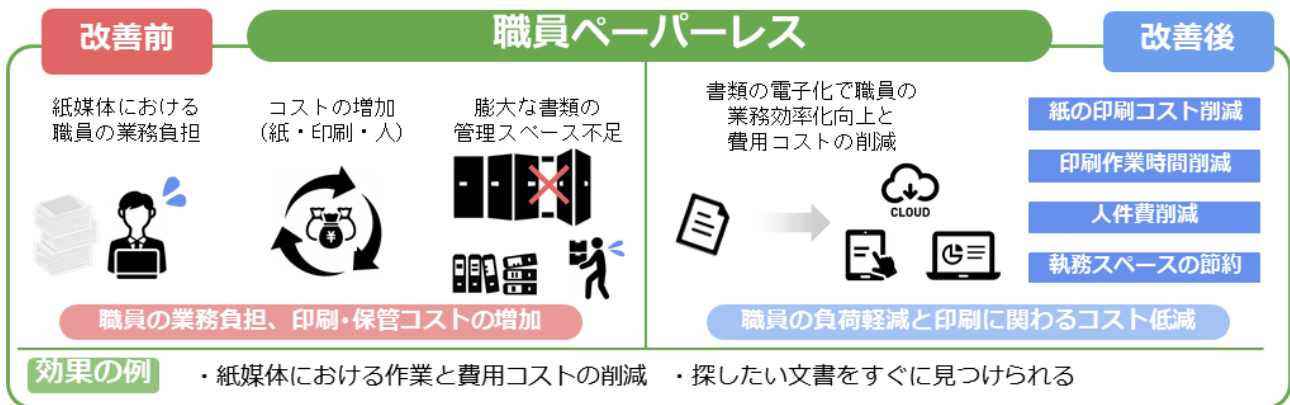 改善前
職員ペーパーレス
改善後
紙媒体における
職員の業務負担
コストの増加
(紙・印刷・人)
膨大な書類の
管理スペース不足
¥
職員の業務負担、印刷・保管コストの増加
書類の電子化で職員の
業務効率化向上と
費用コストの削減
CLOUD
紙の印刷コスト削減
印刷作業時間削減
人件費削減
執務スペースの節約
職員の負荷軽減と印刷に関わるコスト低減
効果の例
・紙媒体における作業と費用コストの削減 ・探したい文書をすぐに見つけられる